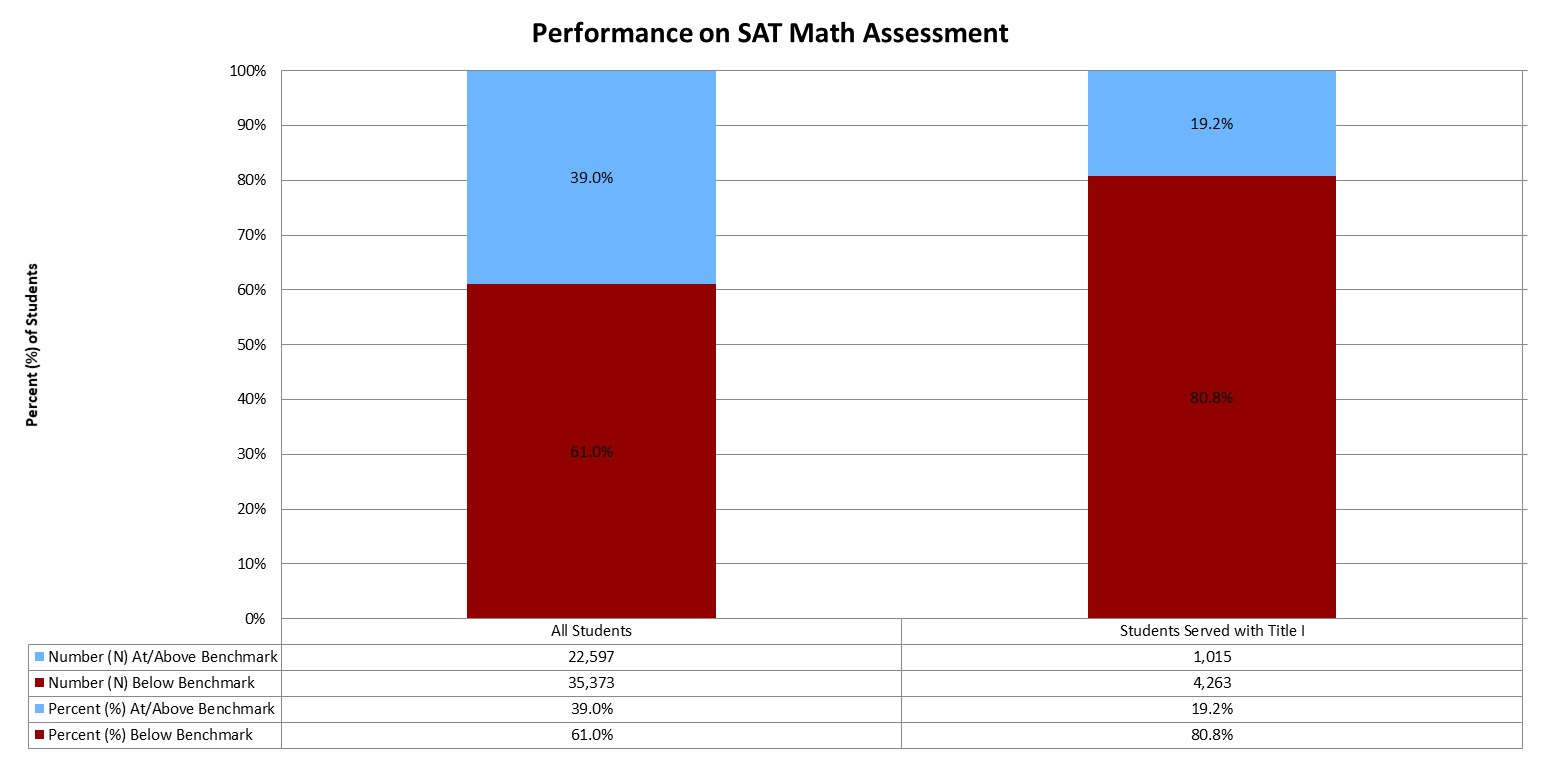 Performance on SAT Math Assessment
Percent (%) of Students
100%
90%
80%
70%
60%
50%
40%
30%
20%
10%
0%
39.0%
61.0%
19.2%
80.8%
All Students Students Served with Title I
Number (N) At/Above Benchmark 22,597 1,015
Number (N) Below Benchmark 35,373 4,263
Percent (%) At/Above Benchmark 39.0% 19.2%
Percent (%) Below Benchmark 61.0% 80.8%